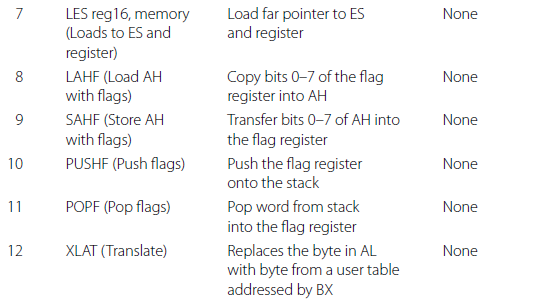 7 LES reg16, memory Load far pointer to ES None
(Loads to ES and and register
register)
8 LAHF (Load AH Copy bits 0–7 of the flag None
with flags) register into AH
9 SAHF (Store AH Transfer bits 0–7 of AH into None
with flags) the flag register
10 PUSHF (Push flags) Push the flag register None
onto the stack
11 POPF (Pop flags) Pop word from stack None
into the flag register
12 XLAT (Translate) Replaces the byte in AL None
with byte from a user table
addressed by BX